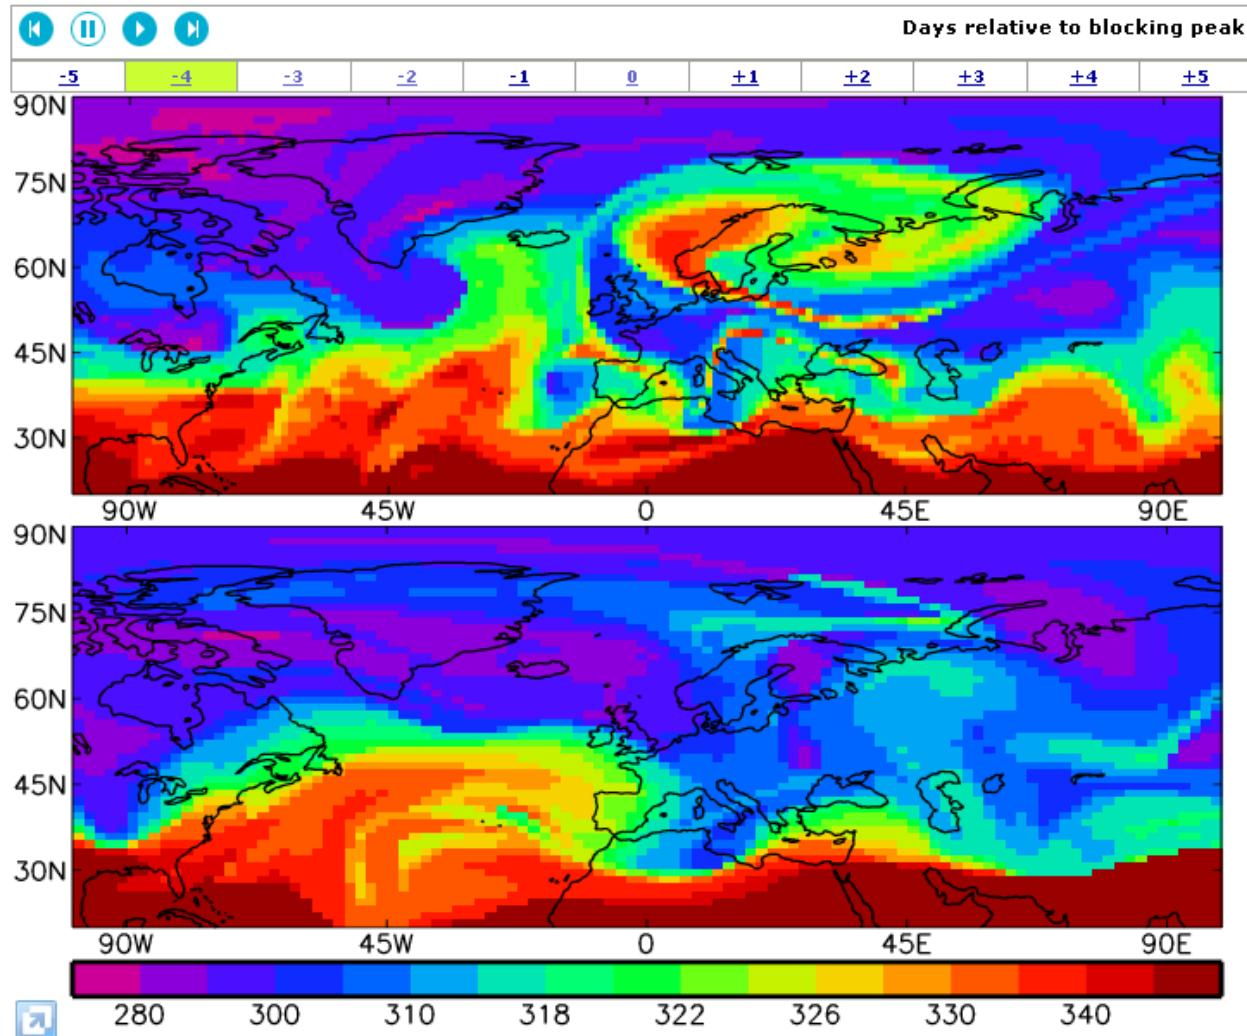 Days relative to blocking peak
-5 -4 -3 -2 -1 0 +1 +2 +3 +4 +5
90N
75N
60N
45N
30N
90W 45W 0 45E 90E
90N
75N
60N
45N
30N
90W 45W 0 45E 90E
280 300 310 318 322 326 330 340